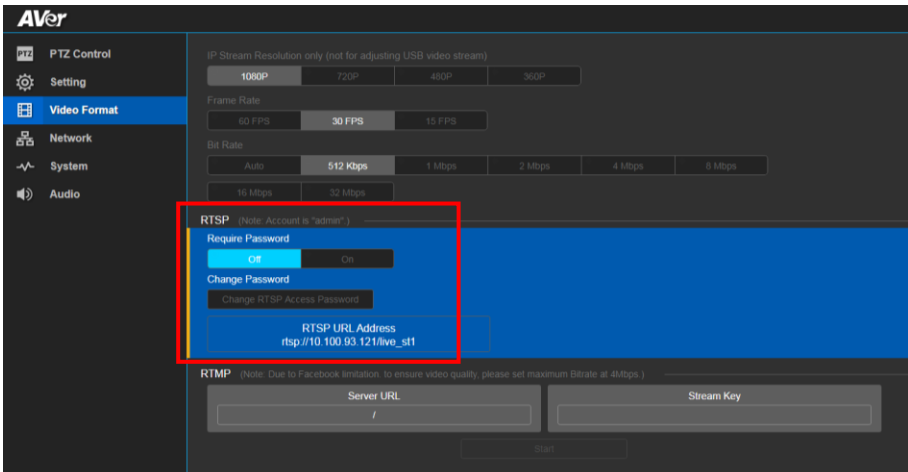 AVer
PTZ PTZ Control
Setting
Video Format
Network
System
Audio
IP Stream Resolution only (not for adjusting USB video stream)
1080P 720P 480P 360P
Frame Rate
60 FPS 30 FPS 15 FPS
Bit Rate
Auto 512 Kbps 1 Mbps 2 Mbps 4 Mbps 8 Mbps
16 Mbps 32 Mbps
RTSP (Note: Account is "admin".)
Require Password
Off On
Change Password
Change RTSP Access Password
RTSP URL Address
rtsp://10.100.93.121/live_st1
RTMP (Note: Due to Facebook limitation. to ensure video quality, please set maximum Bitrate at 4Mbps.)
Server URL Stream Key
/
Start